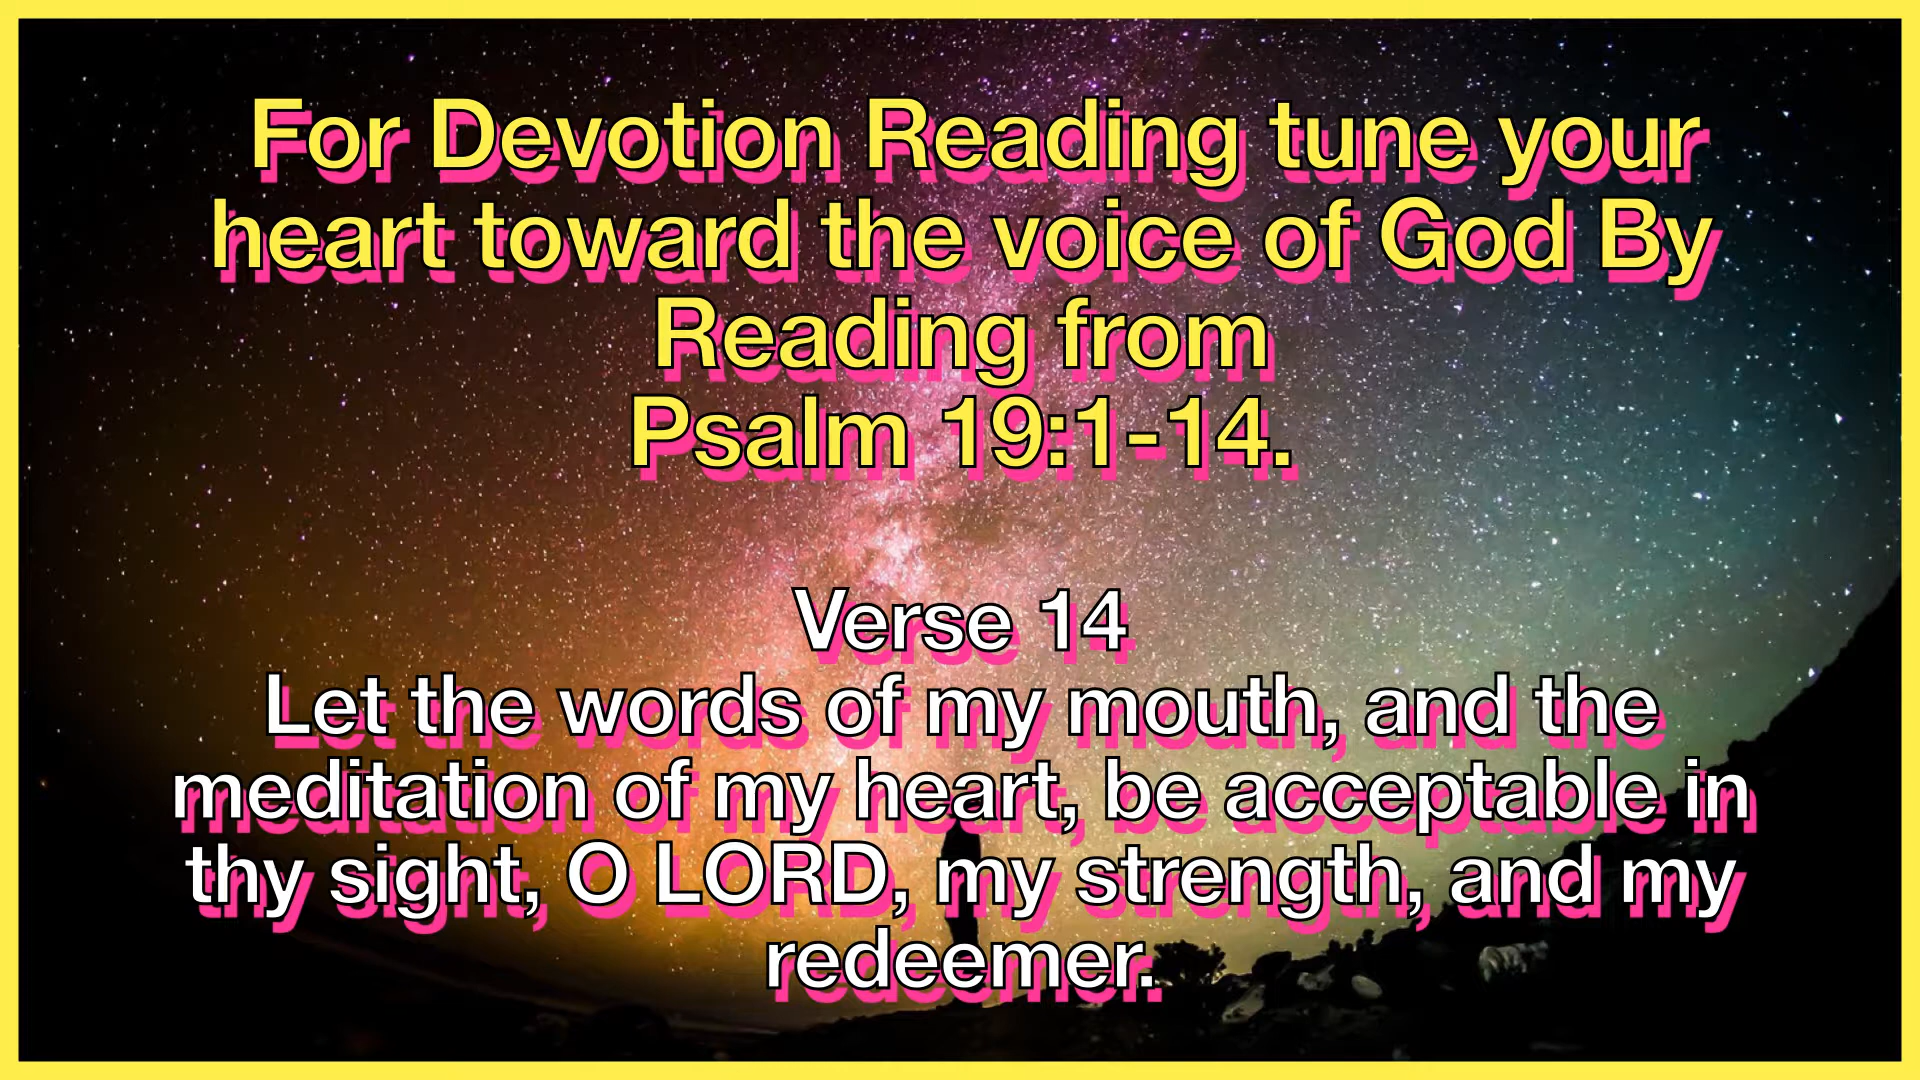 For Devotion Reading tune your
heart toward the voice of God By
Reading from
Psalm 19:1-14.
Verse 14
Let the words of my mouth, and the
meditation of my heart, be acceptable in
thy sight, O LORD, my strength, and my
redeemer.